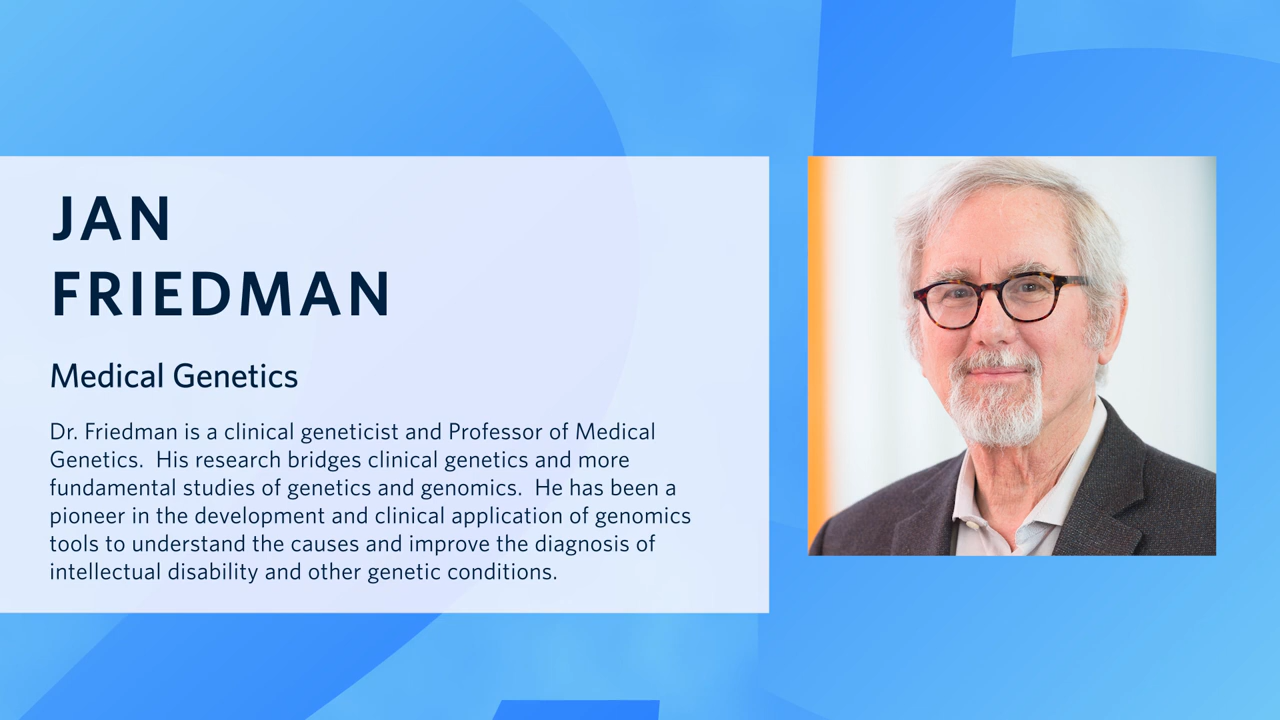 JAN
FRIEDMAN
Medical Genetics
Dr. Friedman is a clinical geneticist and Professor of Medical
Genetics.  His research bridges clinical genetics and more
fundamental studies of genetics and genomics.  He has been a
pioneer in the development and clinical application of genomics
tools to understand the causes and improve the diagnosis of
intellectual disability and other genetic conditions.